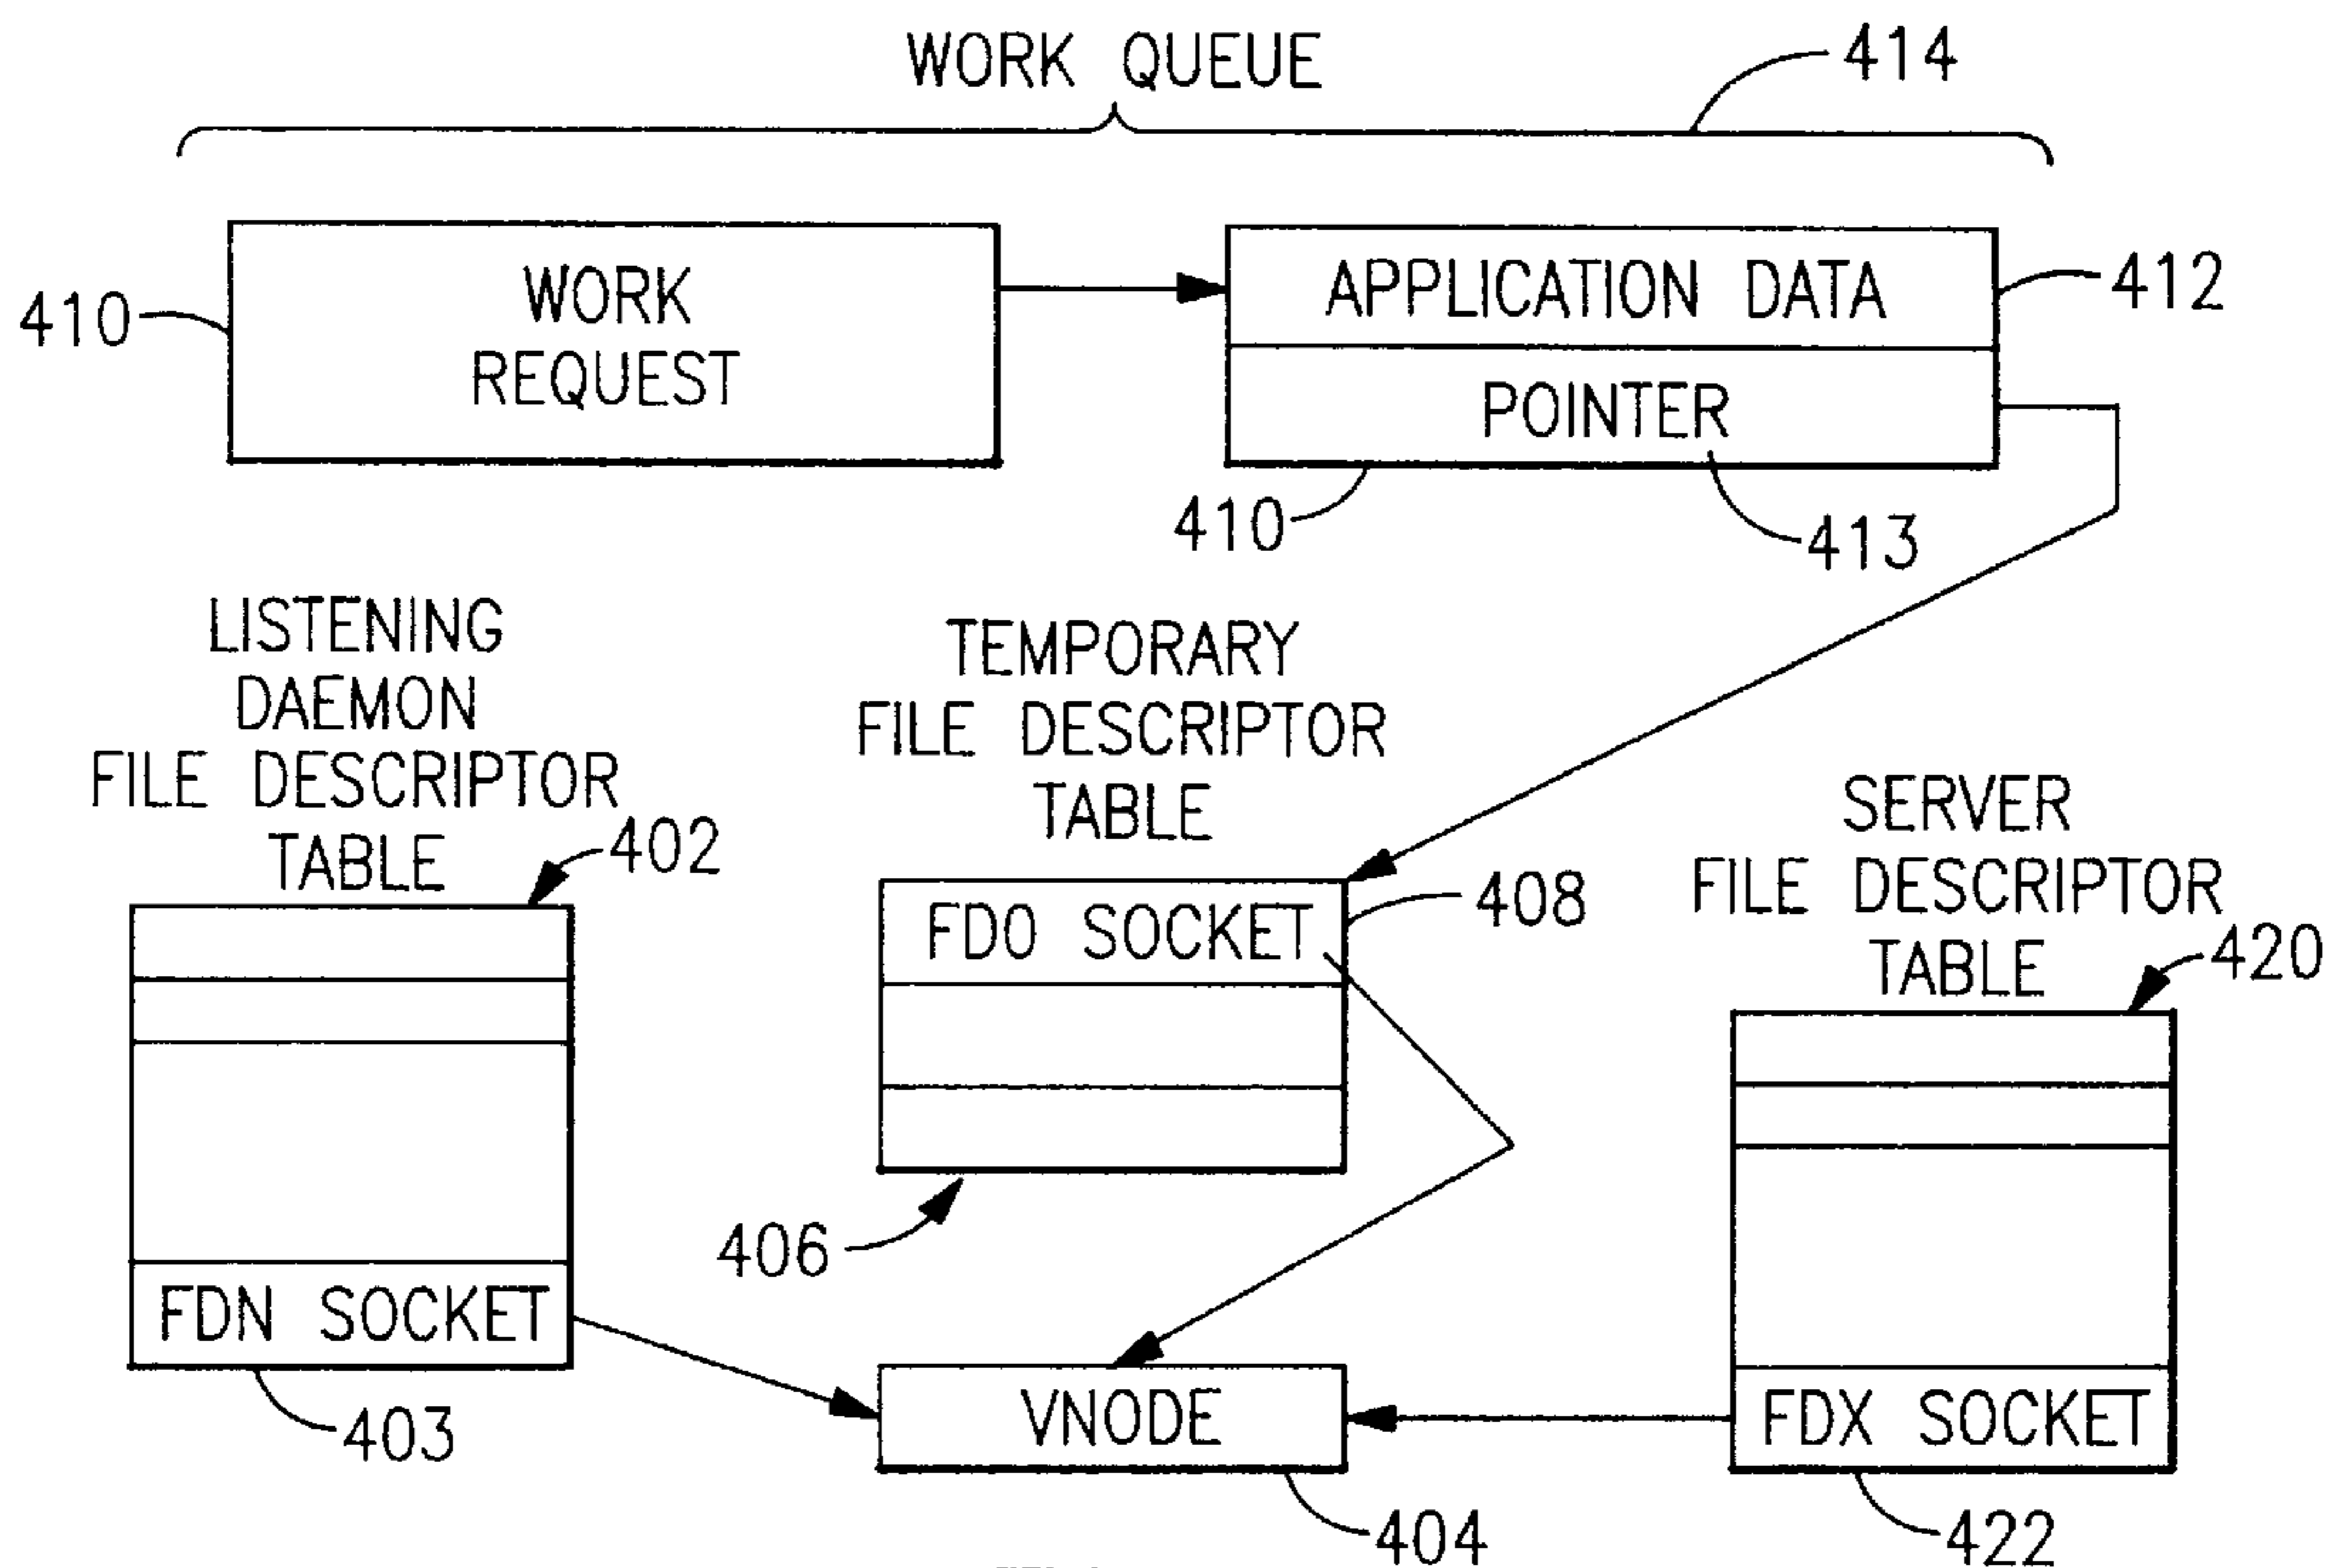 WORK QUEUE
414
WORK
REQUEST
410
APPLICATION DATA
412
POINTER
410
413
LISTENING
DAEMON
FILE DESCRIPTOR
TABLE
402
TEMPORARY
FILE DESCRIPTOR
TABLE
SERVER
FILE DESCRIPTOR
TABLE
420
FD0 SOCKET
408
406
FDN SOCKET
403
VNODE
404
FDX SOCKET
422